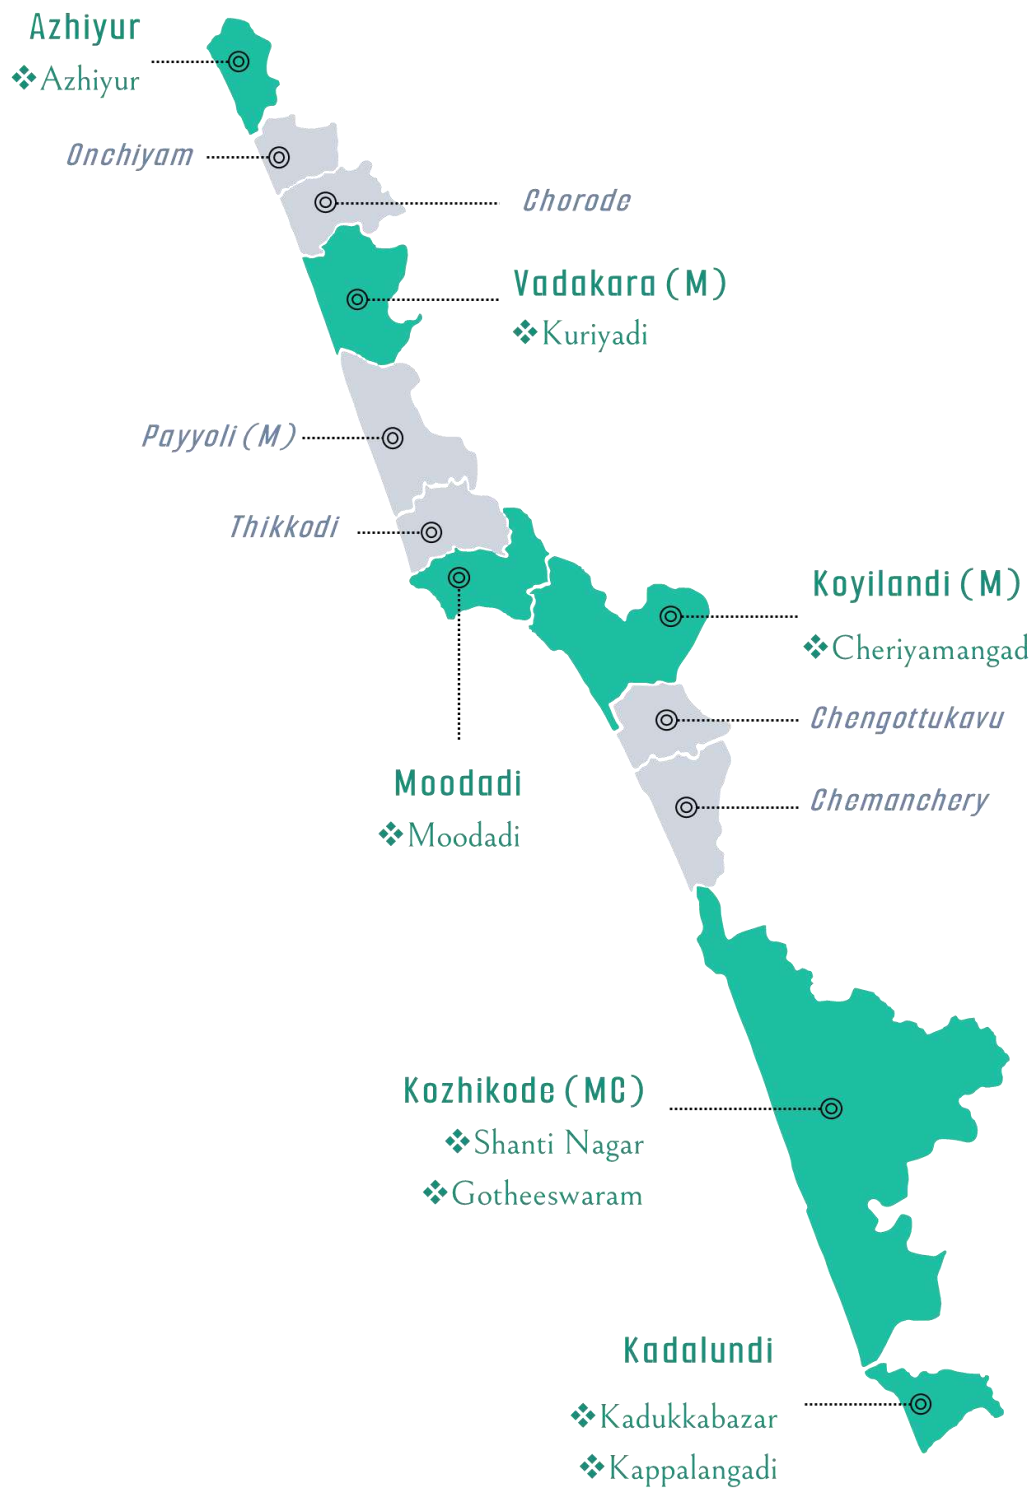 Azhiyur
❖Azhiyur
Onchiyam
Chorode
Vadakara (M)
❖Kuriyadi
Payyoli (M)
Thikkodi
Koyilandi (M)
❖Cheriyamangad
Chengottukavu
Moodadi
❖Moodadi
Chemanchery
Kozhikode (MC)
❖Shanti Nagar
❖Gotheeswaram
Kadalundi
❖Kadukkabazar
❖Kappalangadi